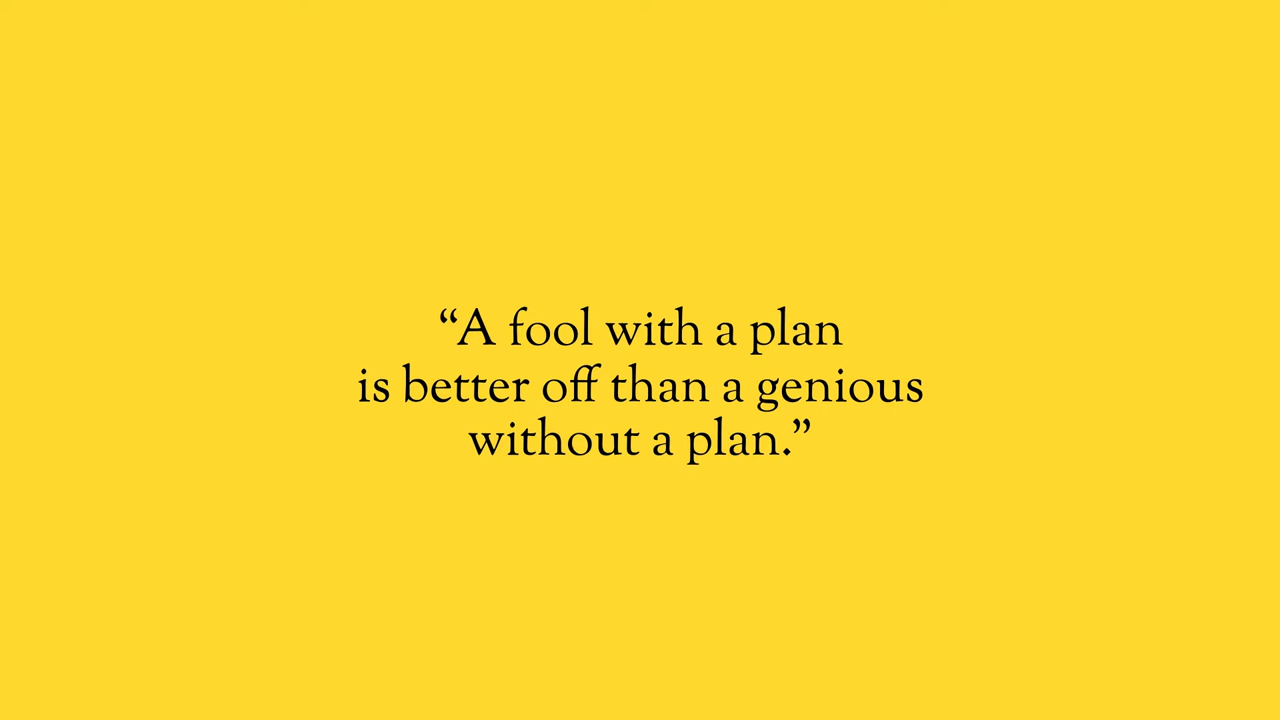 “A fool with a plan
is better off than a genious
without a plan.”